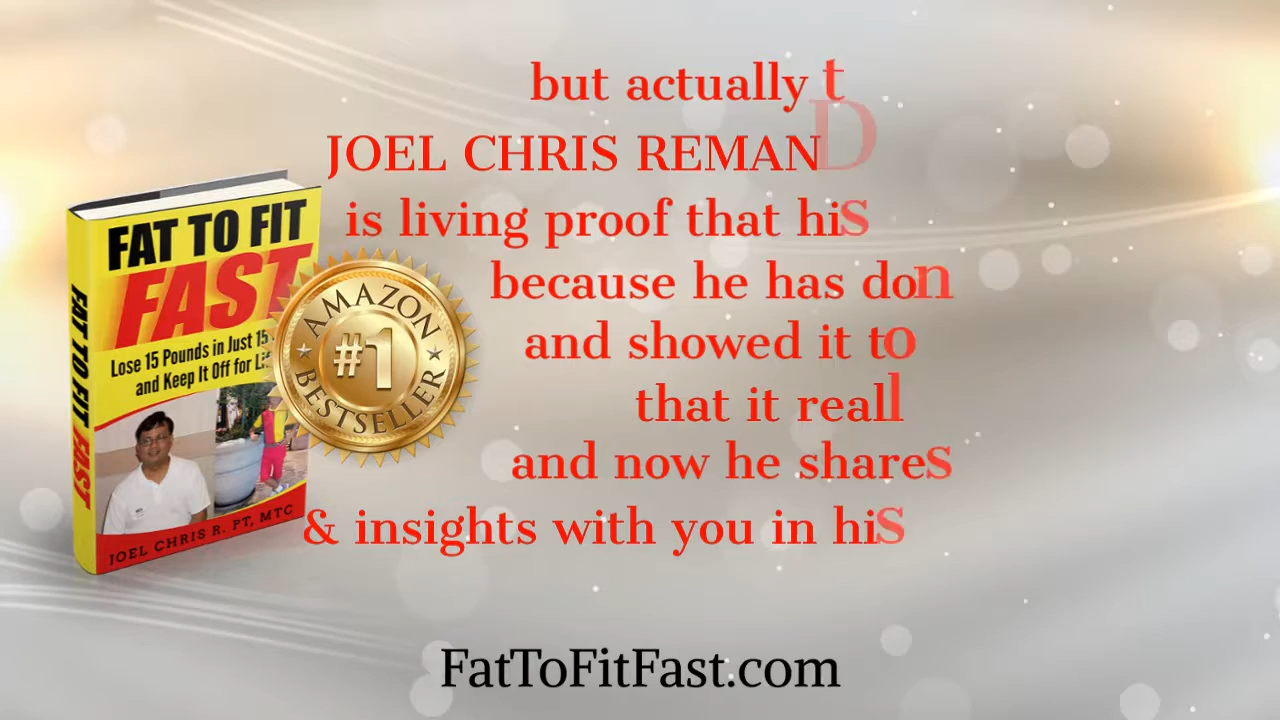 but actually t
JOEL CHRIS REMAND
is living proof that his
because he has don
and showed it to
that it reall
and now he shares
& insights with you in his
FAT TO FIT
FAST
Lose 15 Pounds in Just 15
and Keep It Off for
JOEL CHRIS R. PT, MTC
FAT TO FIT FAST
AMAZON
#1
BESTSELLER
FatToFitFast.com